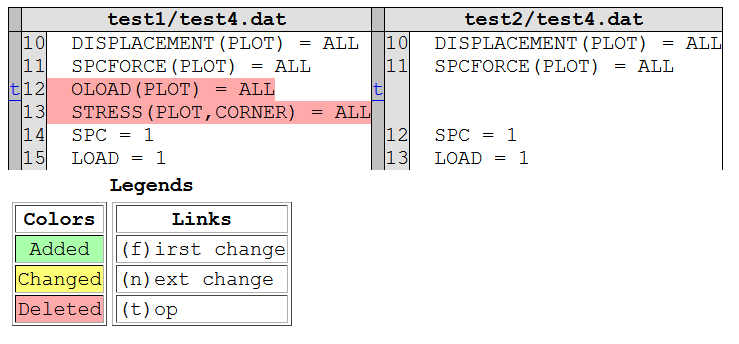 test1/test4.dat test2/test4.dat
10 DISPLACEMENT(PLOT) = ALL 10 DISPLACEMENT(PLOT) = ALL
11 SPCFORCE(PLOT) = ALL 11 SPCFORCE(PLOT) = ALL
t 12 OLOAD(PLOT) = ALL t
13 STRESS(PLOT,CORNER) = ALL
14 SPC = 1 12 SPC = 1
15 LOAD = 1 13 LOAD = 1
Legends
Colors Links
Added (f)irst change
Changed (n)ext change
Deleted (t)op